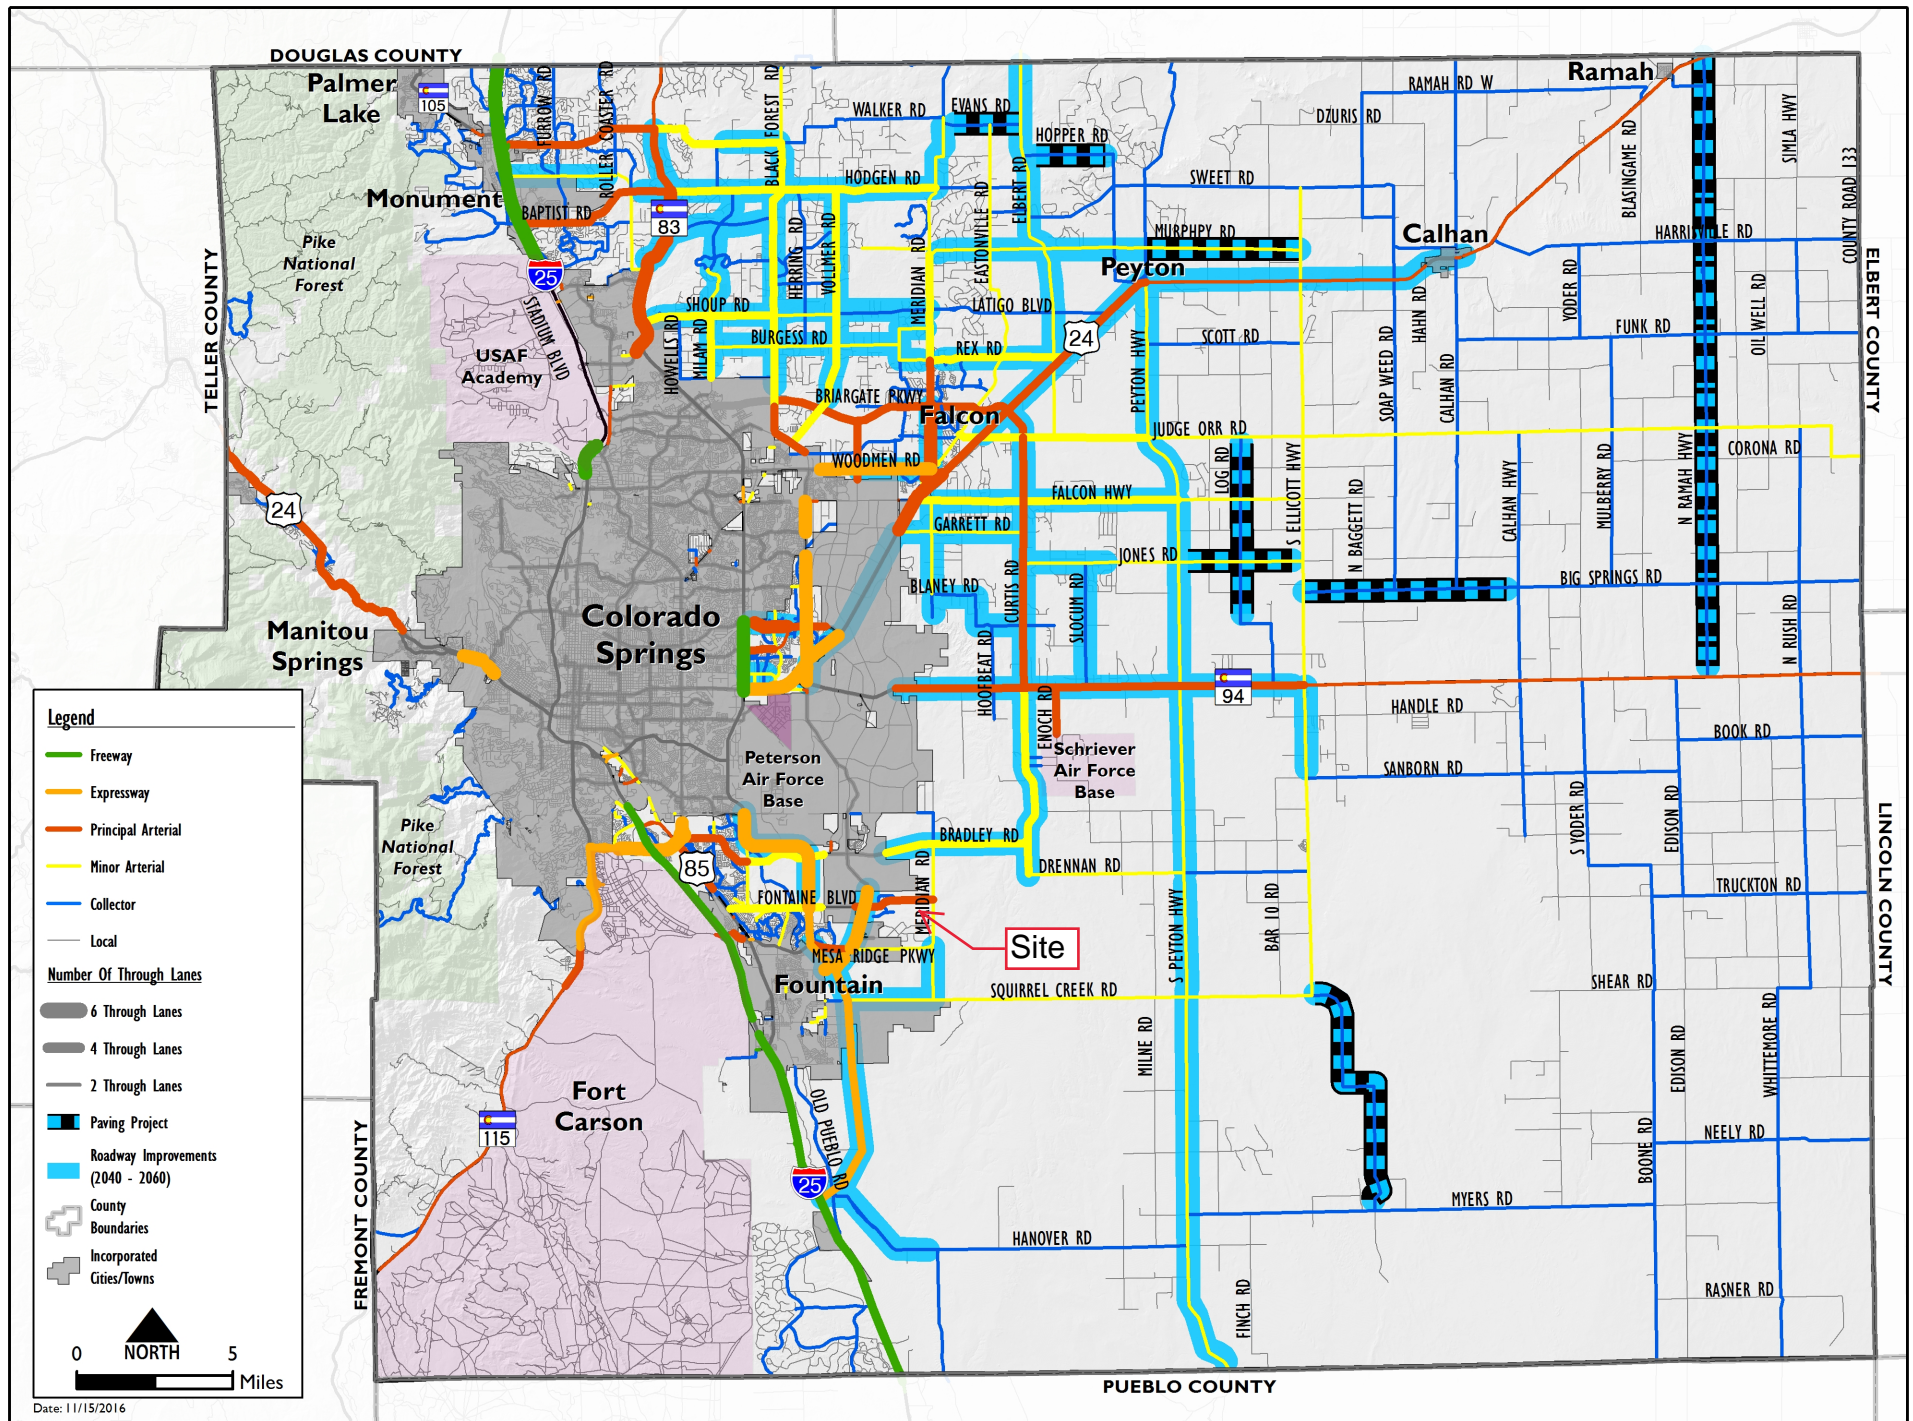 DOUGLAS COUNTY
Palmer
Lake
105
FURROW RD
ROLLER COASTER RD
BLACK FOREST RD
WALKER RD
EVANS RD
HOPPER RD
RAMAH RD W
DZURIS RD
Ramah
BLASINGAME RD
SIMLA HWY
COUNTY ROAD 133
Monument
BAPTIST RD
83
HODGEN RD
SWEET RD
ELBERT RD
EASTONVILLE RD
MERIDIAN RD
HERRING RD
VOLLMER RD
MURPHPY RD
Calhan
HARRISVILLE RD
Pike
National
Forest
TELLER COUNTY
25
STADIUM BLVD
Peyton
SHOUP RD
LATIGO BLVD
24
YODER RD
OIL WELL RD
ELBERT COUNTY
USAF
Academy
HOWELLS RD
MILAM RD
BURGESS RD
REX RD
PEYTON HWY
SCOTT RD
HAHN RD
SOAP WEED RD
CALHAN RD
FUNK RD
BRIARGATE PKWY
Falcon
JUDGE ORR RD
WOODMEN RD
LOG RD
S ELLICOTT HWY
CALHAN HWY
MULBERRY RD
N RAMAH HWY
CORONA RD
24
FALCON HWY
N BAGGETT RD
GARRETT RD
JONES RD
BLANEY RD
CURTIS RD
SLOCUM RD
BIG SPRINGS RD
Colorado
Springs
Manitou
Springs
HOOFBEAT RD
N RUSH RD
94
ENOCH RD
HANDLE RD
BOOK RD
Peterson
Air Force
Base
Schriever
Air Force
Base
SANBORN RD
Pike
National
Forest
BRADLEY RD
DRENNAN RD
S YODER RD
EDISON RD
LINCOLN COUNTY
85
MERIDIAN RD
FONTAINE BLVD
TRUCKTON RD
S PEYTON HWY
BAR 10 RD
Site
MESA RIDGE PKWY
Fountain
SQUIRREL CREEK RD
SHEAR RD
MILNE RD
EDISON RD
WHITTEMORE RD
Fort
Carson
115
OLD PUEBLO RD
25
BOONE RD
NEELY RD
MYERS RD
FREMONT COUNTY
HANOVER RD
FINCH RD
RASNER RD
PUEBLO COUNTY
Legend
Freeway
Expressway
Principal Arterial
Minor Arterial
Collector
Local
Number Of Through Lanes
6 Through Lanes
4 Through Lanes
2 Through Lanes
Paving Project
Roadway Improvements
(2040 - 2060)
County
Boundaries
Incorporated
Cities/Towns
NORTH
0 5
Miles
Date: 11/15/2016